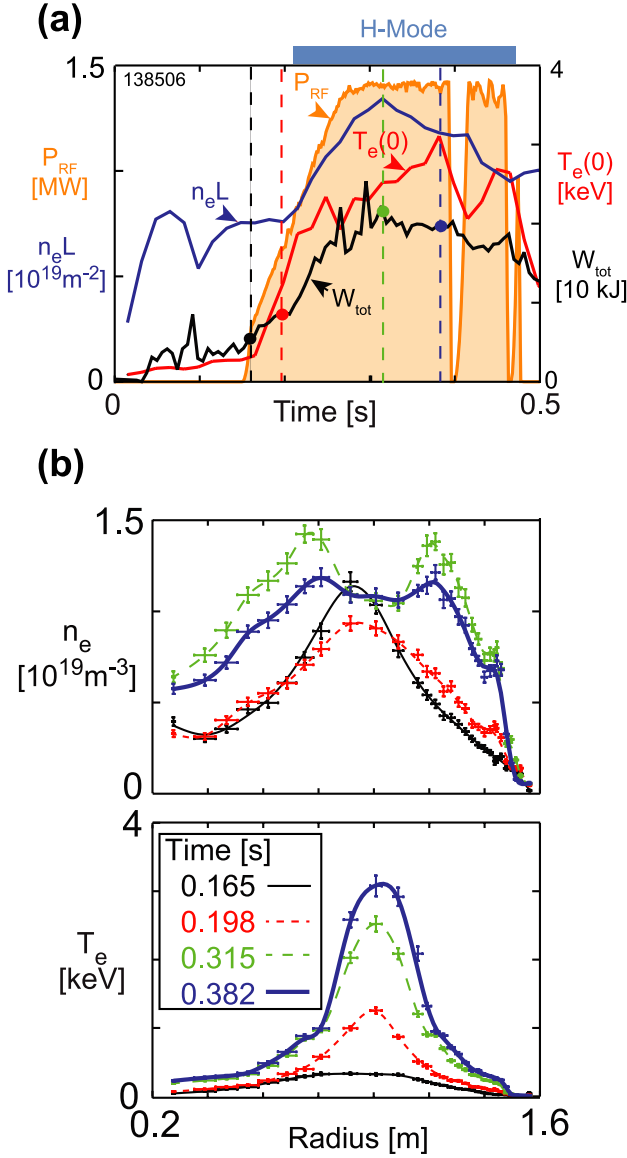 (a)
H-Mode
1.5
138506
P_RF
4
T_e(0)
P_RF
[MW]
n_eL
T_e(0)
[keV]
n_eL
[10^19m^-2]
W_tot
W_tot
[10 kJ]
0
0
0
Time [s]
0.5
(b)
1.5
n_e
[10^19m^-3]
0
4
Time [s]
0.165
0.198
0.315
0.382
T_e
[keV]
0
0.2
Radius [m]
1.6